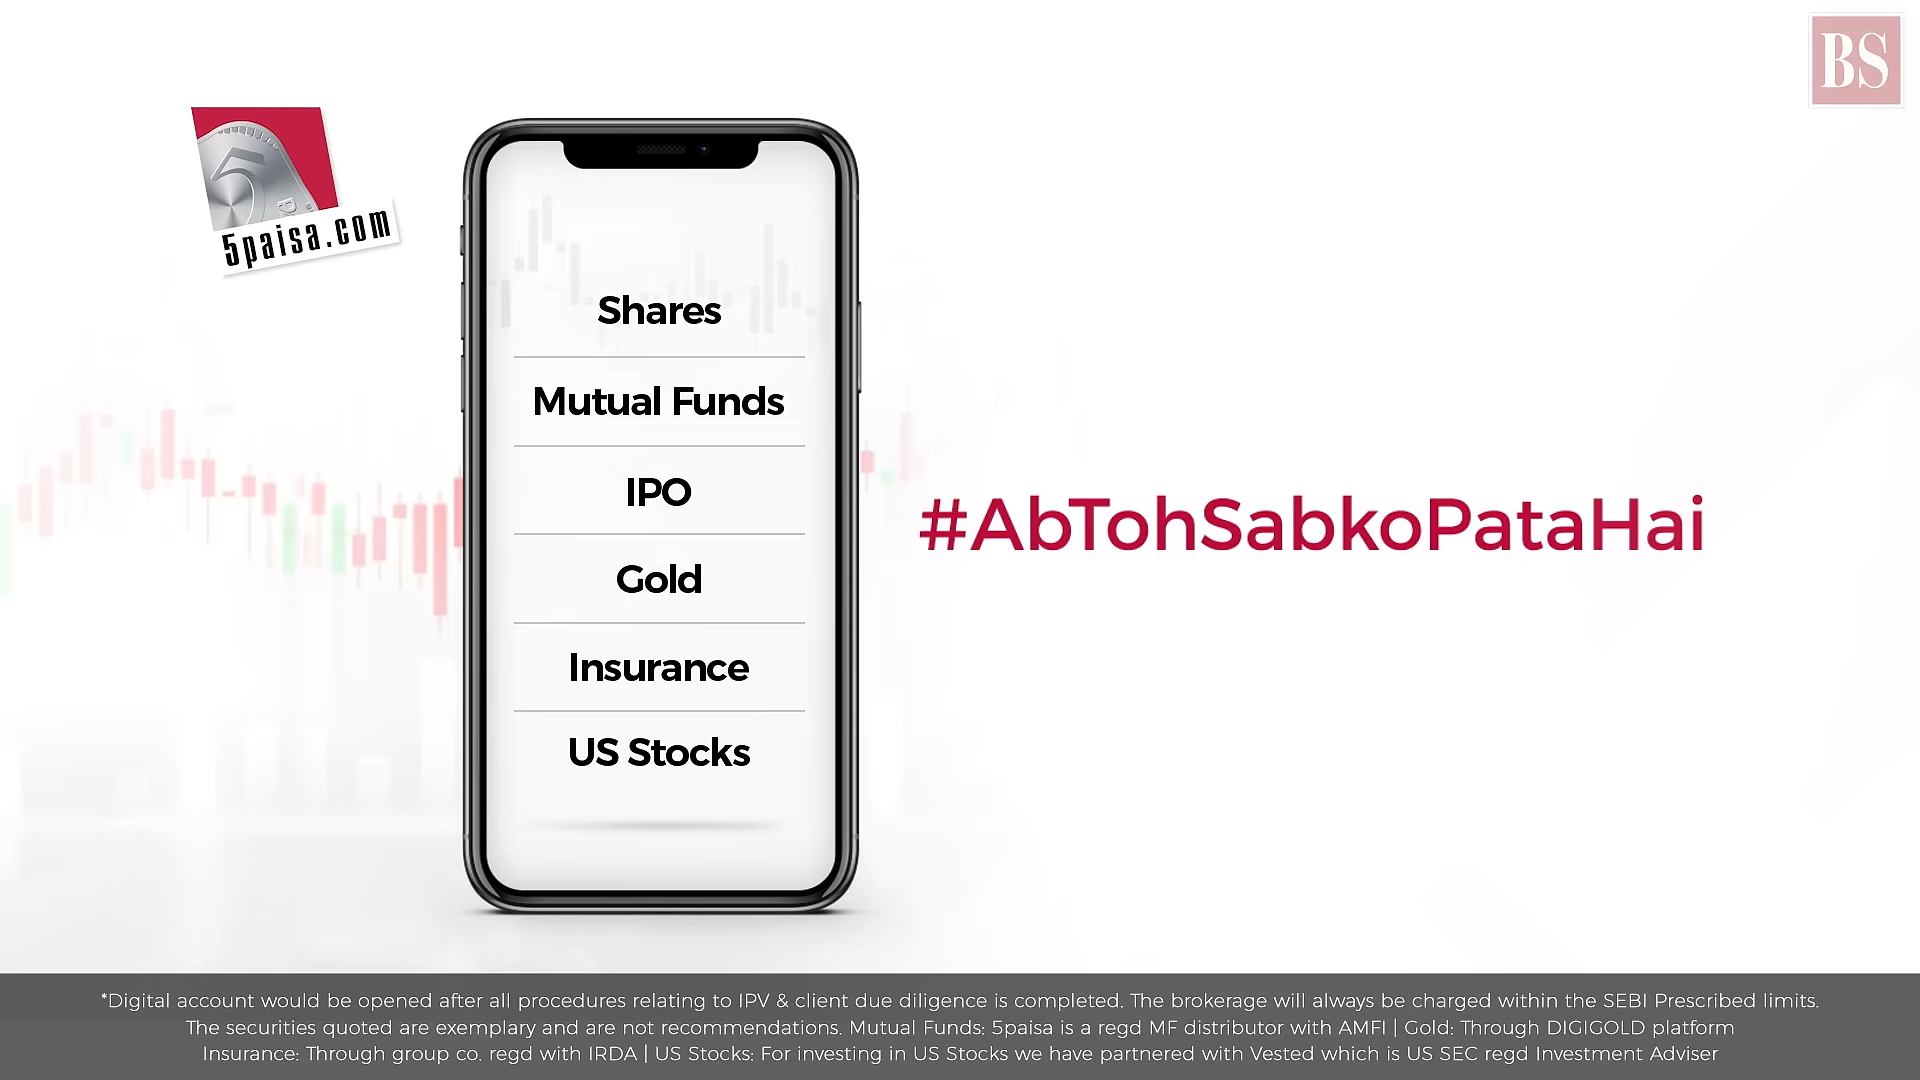 BS
5paisa.com
Shares
Mutual Funds
IPO
Gold
Insurance
US Stocks
#AbTohSabkoPataHai
*Digital account would be opened after all procedures relating to IPV & client due diligence is completed. The brokerage will always be charged within the SEBI Prescribed limits.
The securities quoted are exemplary and are not recommendations. Mutual Funds: 5paisa is a regd MF distributor with AMFI | Gold: Through DIGIGOLD platform
Insurance: Through group co. regd with IRDA | US Stocks: For investing in US Stocks we have partnered with Vested which is US SEC regd Investment Adviser